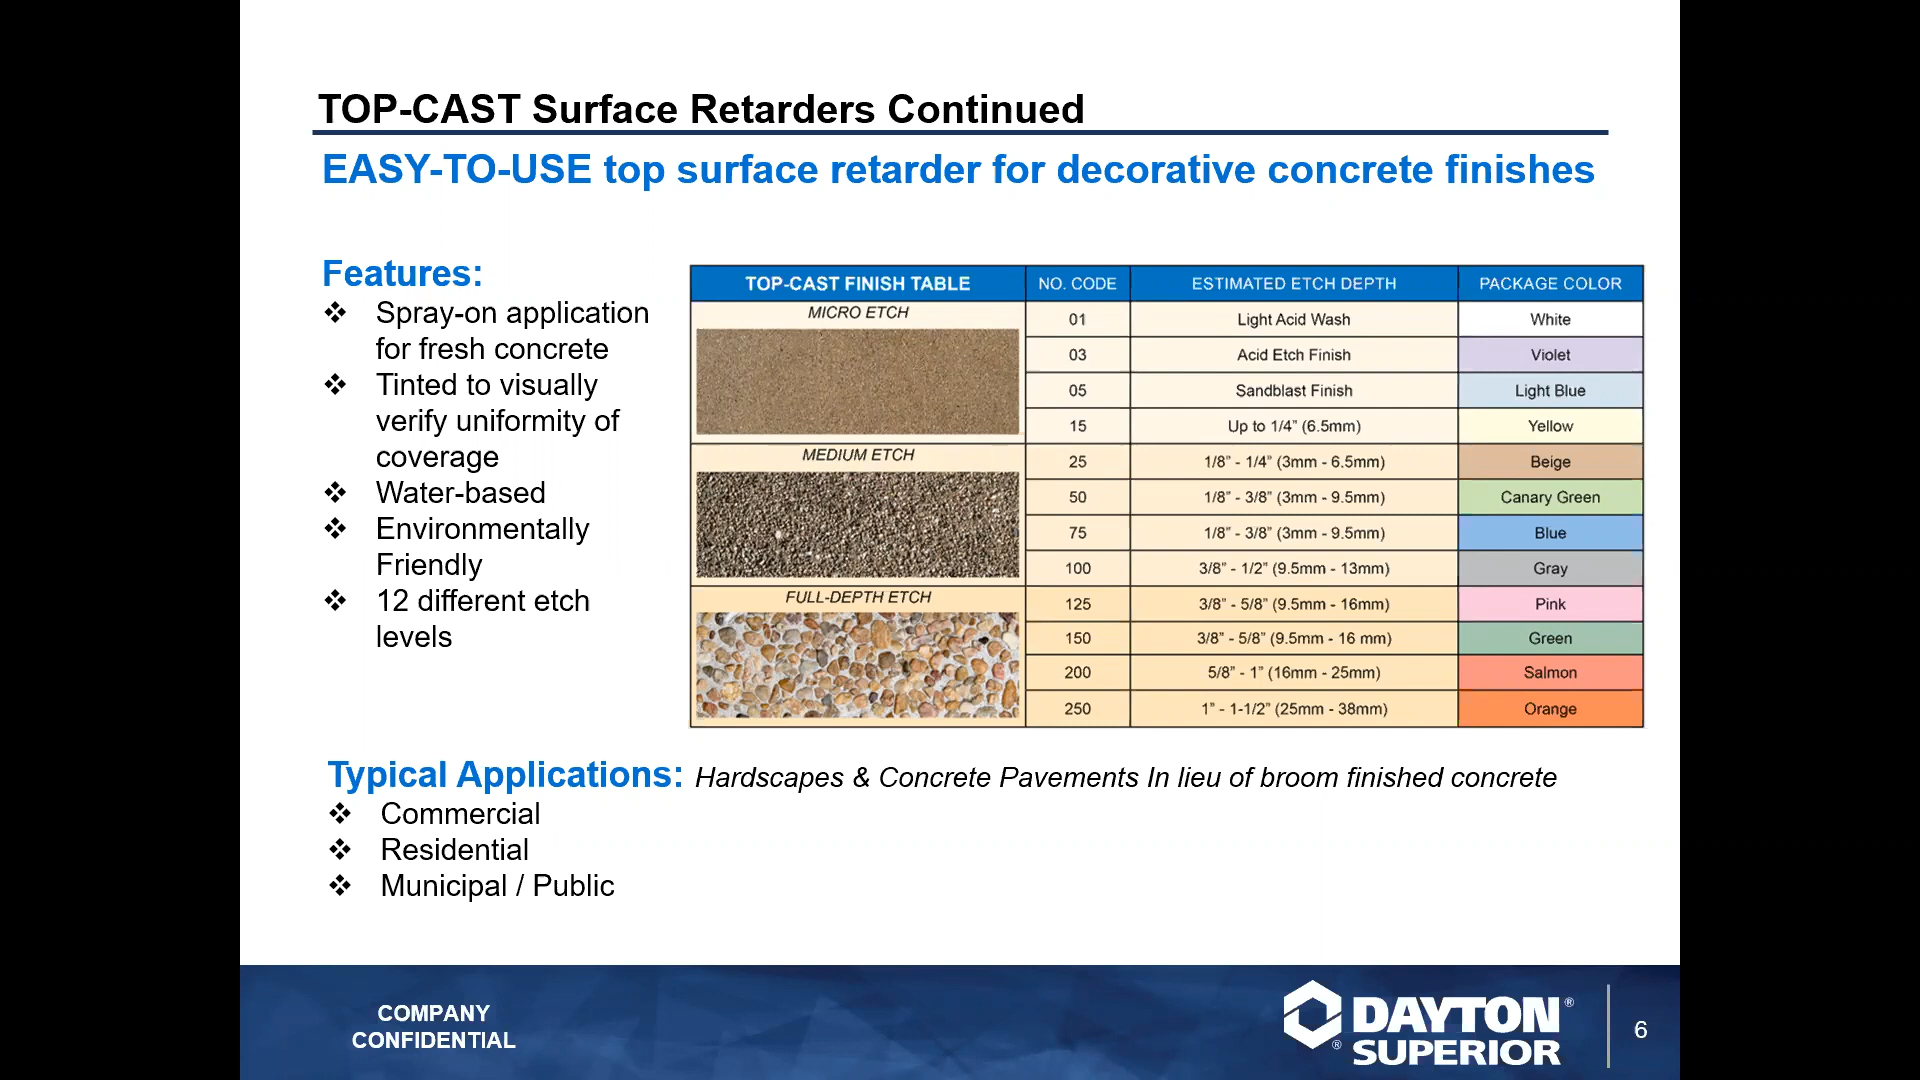 TOP-CAST Surface Retarders Continued
EASY-TO-USE top surface retarder for decorative concrete finishes
Features:
❖ Spray-on application
for fresh concrete
❖ Tinted to visually
verify uniformity of
coverage
❖ Water-based
❖ Environmentally
Friendly
❖ 12 different etch
levels
TOP-CAST FINISH TABLE NO. CODE ESTIMATED ETCH DEPTH PACKAGE COLOR
MICRO ETCH
01 Light Acid Wash White
03 Acid Etch Finish Violet
05 Sandblast Finish Light Blue
15 Up to 1/4” (6.5mm) Yellow
MEDIUM ETCH
25 1/8” - 1/4” (3mm - 6.5mm) Beige
50 1/8” - 3/8” (3mm - 9.5mm) Canary Green
75 1/8” - 3/8” (3mm - 9.5mm) Blue
100 3/8” - 1/2” (9.5mm - 13mm) Gray
FULL-DEPTH ETCH
125 3/8” - 5/8” (9.5mm - 16mm) Pink
150 3/8” - 5/8” (9.5mm - 16 mm) Green
200 5/8” - 1” (16mm - 25mm) Salmon
250 1” - 1-1/2” (25mm - 38mm) Orange
Typical Applications: Hardscapes & Concrete Pavements In lieu of broom finished concrete
❖ Commercial
❖ Residential
❖ Municipal / Public
COMPANY
CONFIDENTIAL
DAYTON®
® SUPERIOR
6